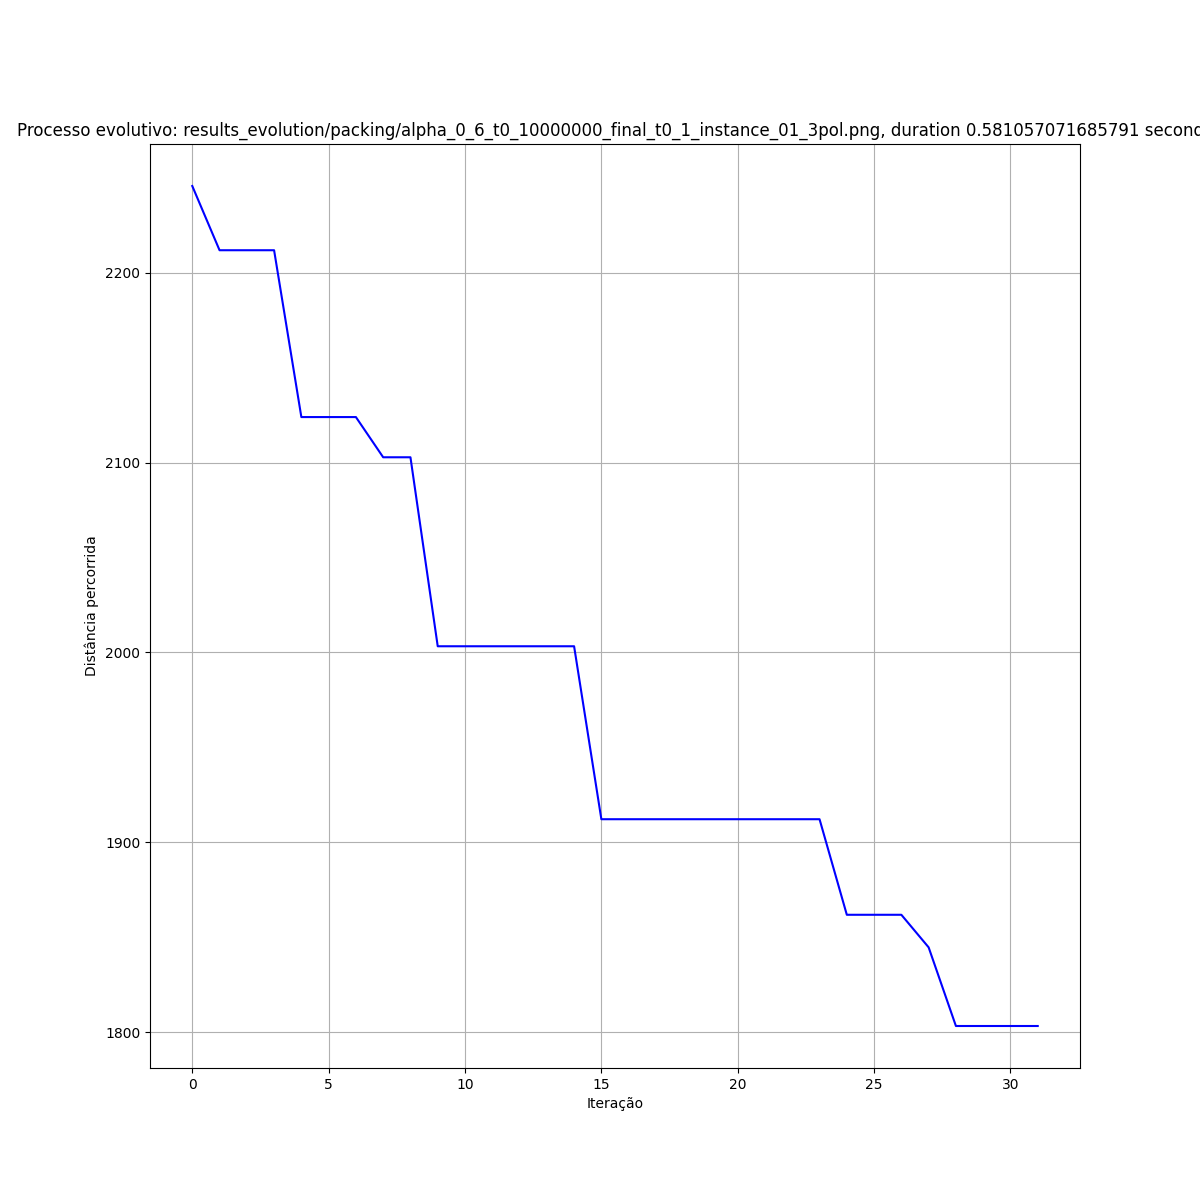 Processo evolutivo: results_evolution/packing/alpha_0_6_t0_10000000_final_t0_1_instance_01_3pol.png, duration 0.581057071685791 second
2200
2100
2000
1900
1800
Distância percorrida
0 5 10 15 20 25 30
Iteração